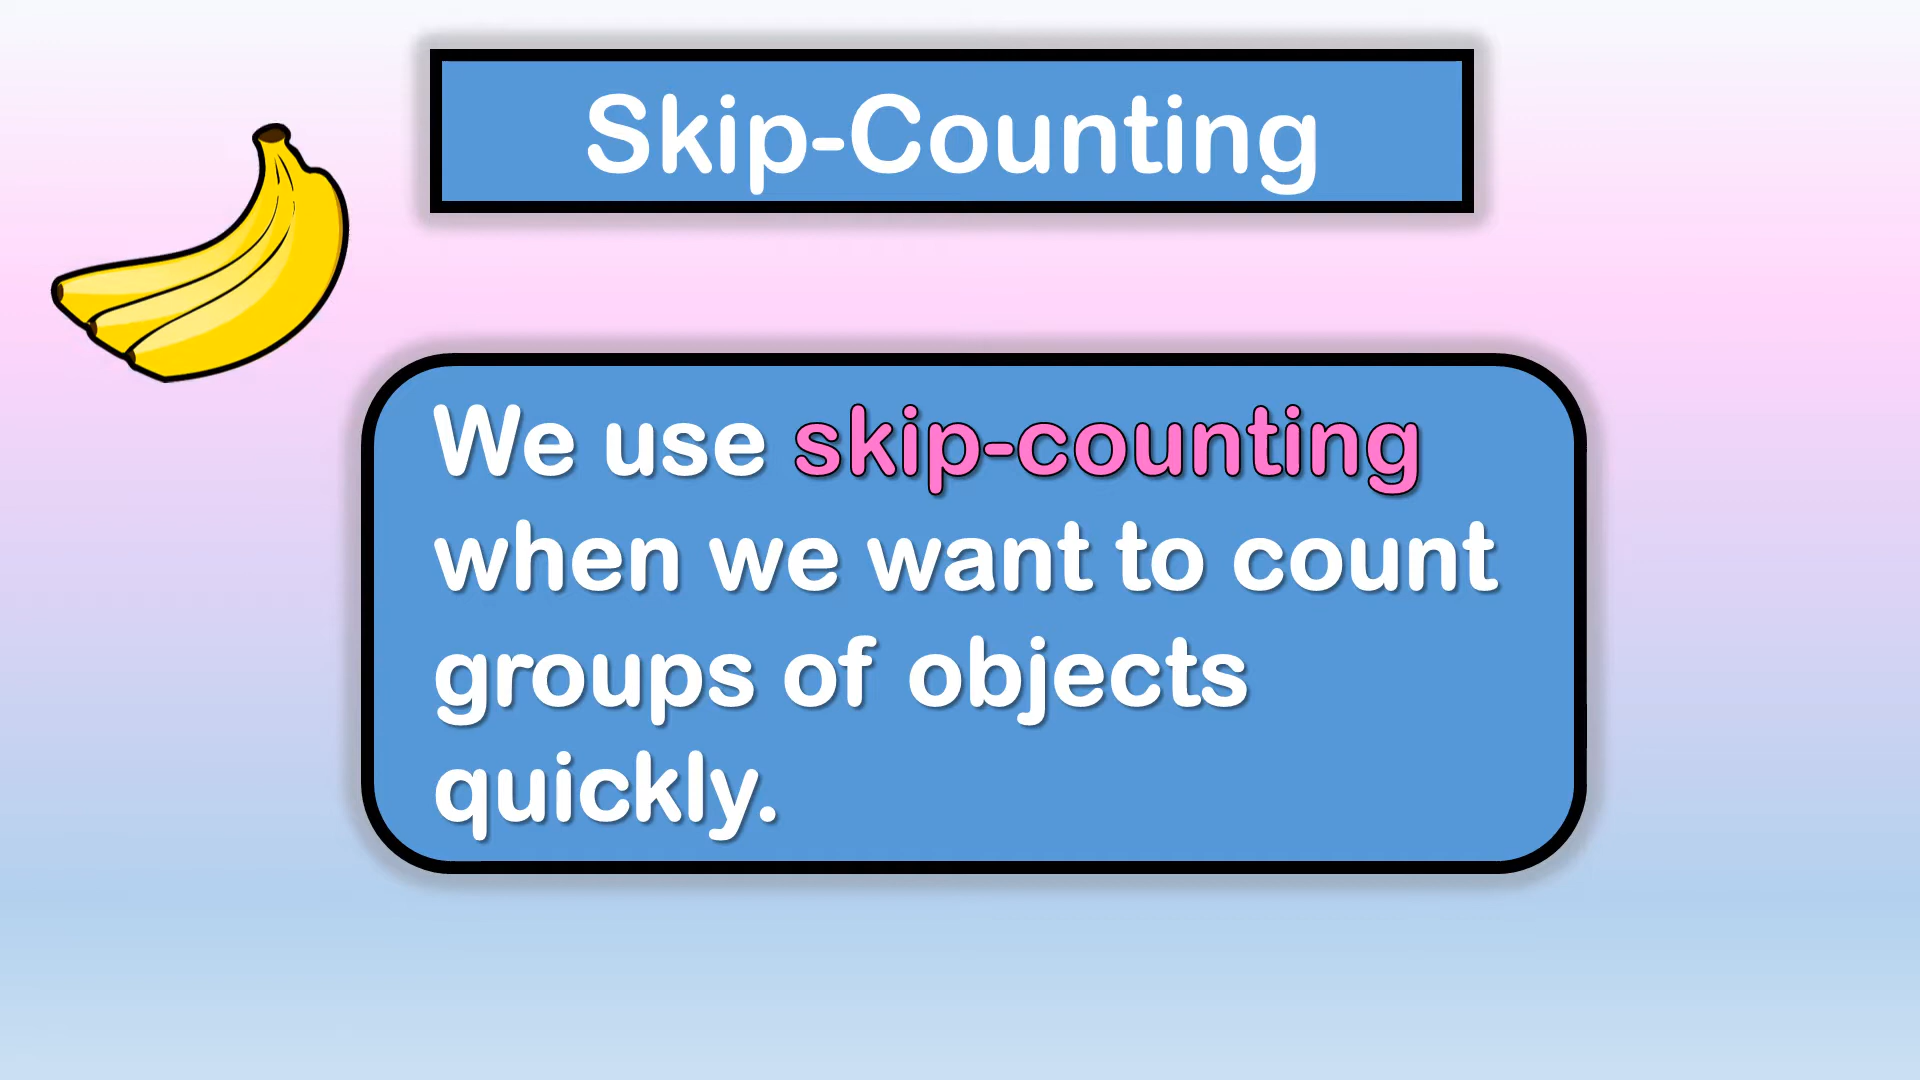 Skip-Counting
We use skip-counting
when we want to count
groups of objects
quickly.